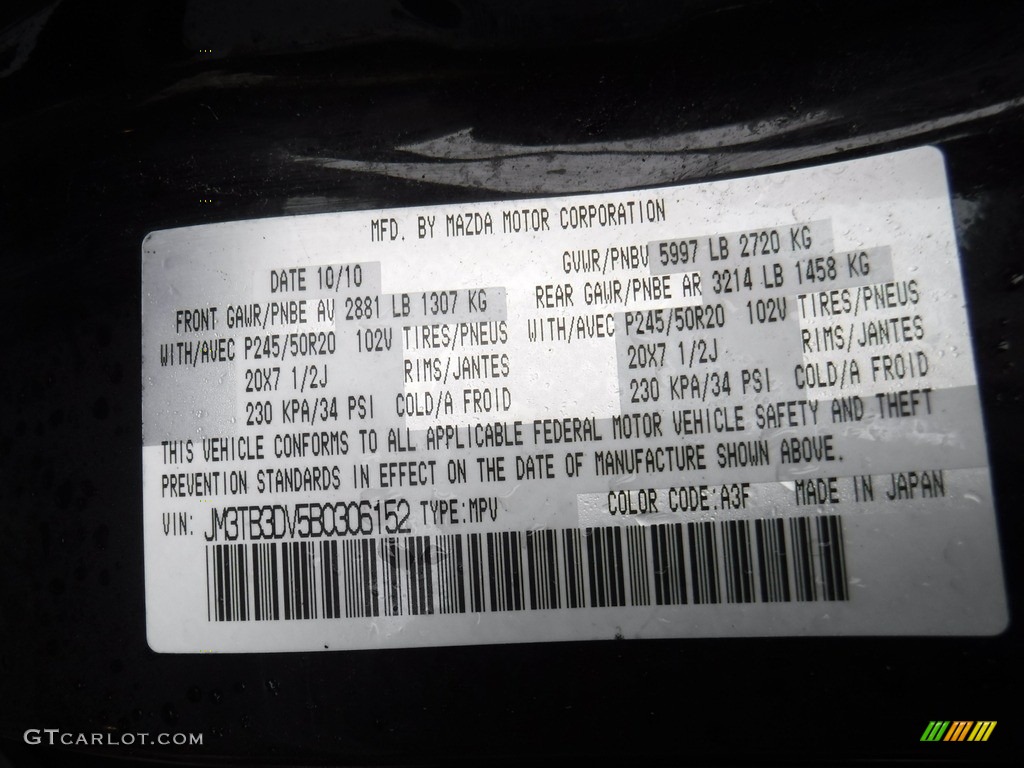 MFD. BY MAZDA MOTOR CORPORATION
DATE 10/10 GVWR/PNBV 5997 LB 2720 KG
FRONT GAWR/PNBE AV 2881 LB 1307 KG REAR GAWR/PNBE AR 3214 LB 1458 KG
WITH/AVEC P245/50R20 102V TIRES/PNEUS WITH/AVEC P245/50R20 102V TIRES/PNEUS
20X7 1/2J RIMS/JANTES 20X7 1/2J RIMS/JANTES
230 KPA/34 PSI COLD/A FROID 230 KPA/34 PSI COLD/A FROID
THIS VEHICLE CONFORMS TO ALL APPLICABLE FEDERAL MOTOR VEHICLE SAFETY AND THEFT
PREVENTION STANDARDS IN EFFECT ON THE DATE OF MANUFACTURE SHOWN ABOVE.
VIN: JM3TB3DV5B0306152 TYPE:MPV COLOR CODE:A3F MADE IN JAPAN
GTCARLOT.COM